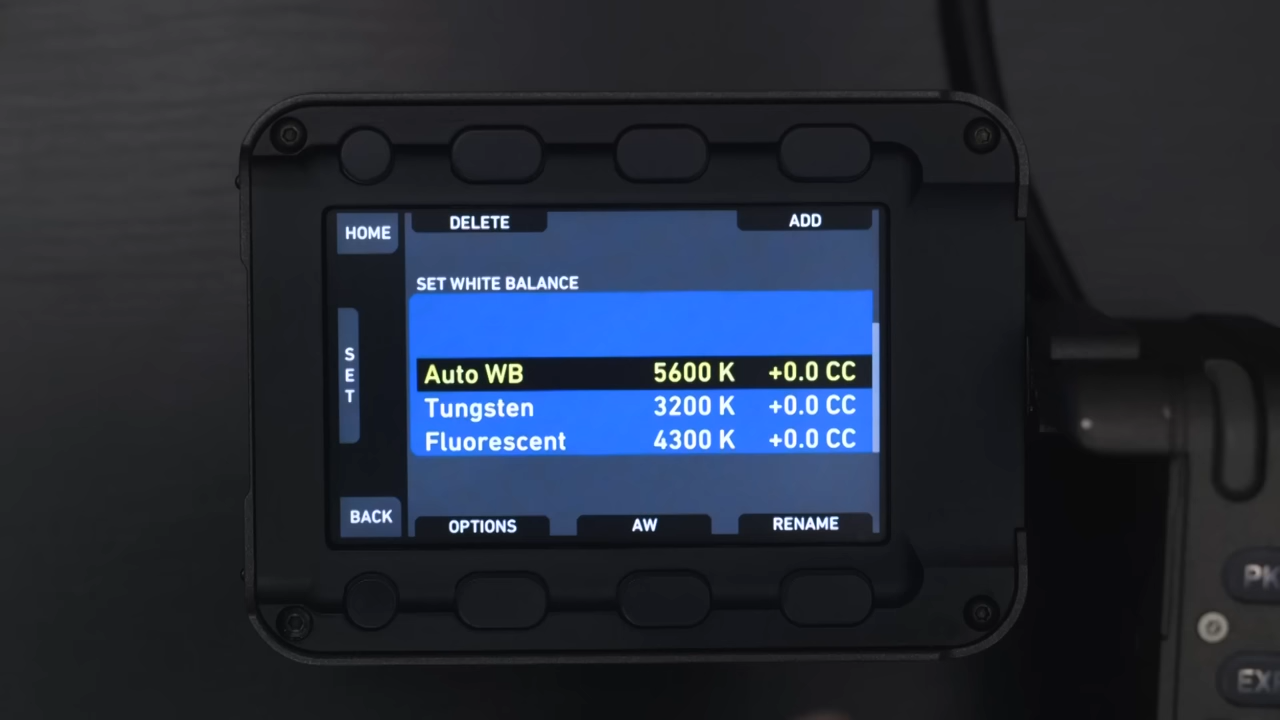 HOME
DELETE
ADD
SET WHITE BALANCE
SET
Auto WB 5600 K +0.0 CC
Tungsten 3200 K +0.0 CC
Fluorescent 4300 K +0.0 CC
BACK
OPTIONS
AW
RENAME